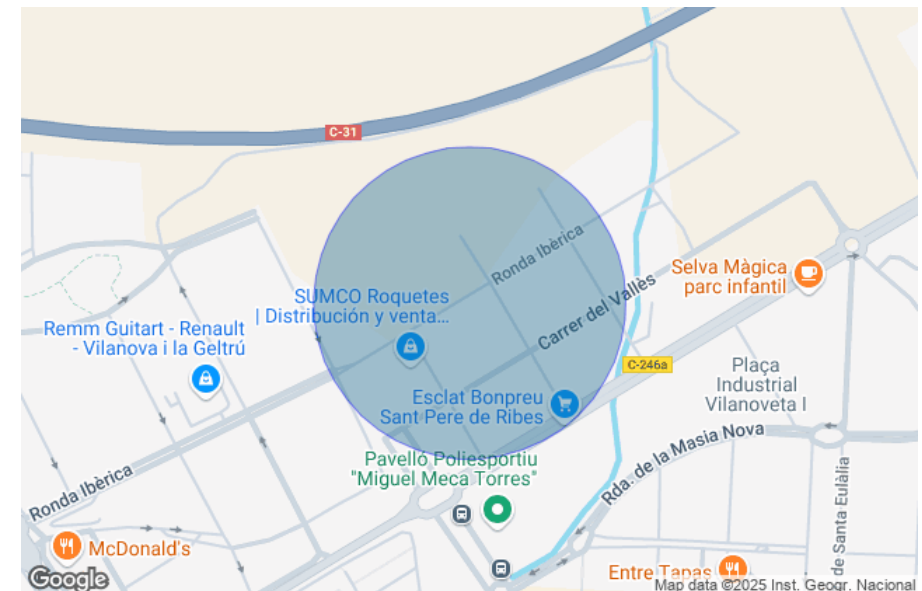 C-31
Ronda Ibèrica
Selva Màgica
parc infantil
SUMCO Roquetes
| Distribución y venta...
Carrer del Vallès
Remm Guitart - Renault
- Vilanova i la Geltrú
C-246a
Plaça
Industrial
Vilanoveta I
Esclat Bonpreu
Sant Pere de Ribes
Pavelló Poliesportiu
"Miguel Meca Torres"
Rda. de la Masia Nova
Ronda Ibèrica
de Santa Eulàlia
McDonald's
Entre Tapas
Google
Map data ©2025 Inst. Geogr. Nacional